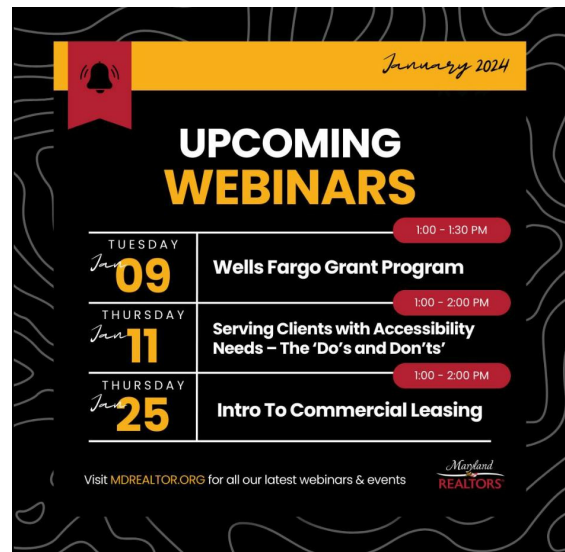 January 2024
UPCOMING
WEBINARS
1:00 - 1:30 PM
TUESDAY
Jan 09
Wells Fargo Grant Program
1:00 - 2:00 PM
THURSDAY
Jan 11
Serving Clients with Accessibility
Needs – The ‘Do’s and Don’ts’
1:00 - 2:00 PM
THURSDAY
Jan 25
Intro To Commercial Leasing
Visit MDREALTOR.ORG for all our latest webinars & events
Maryland
REALTORS